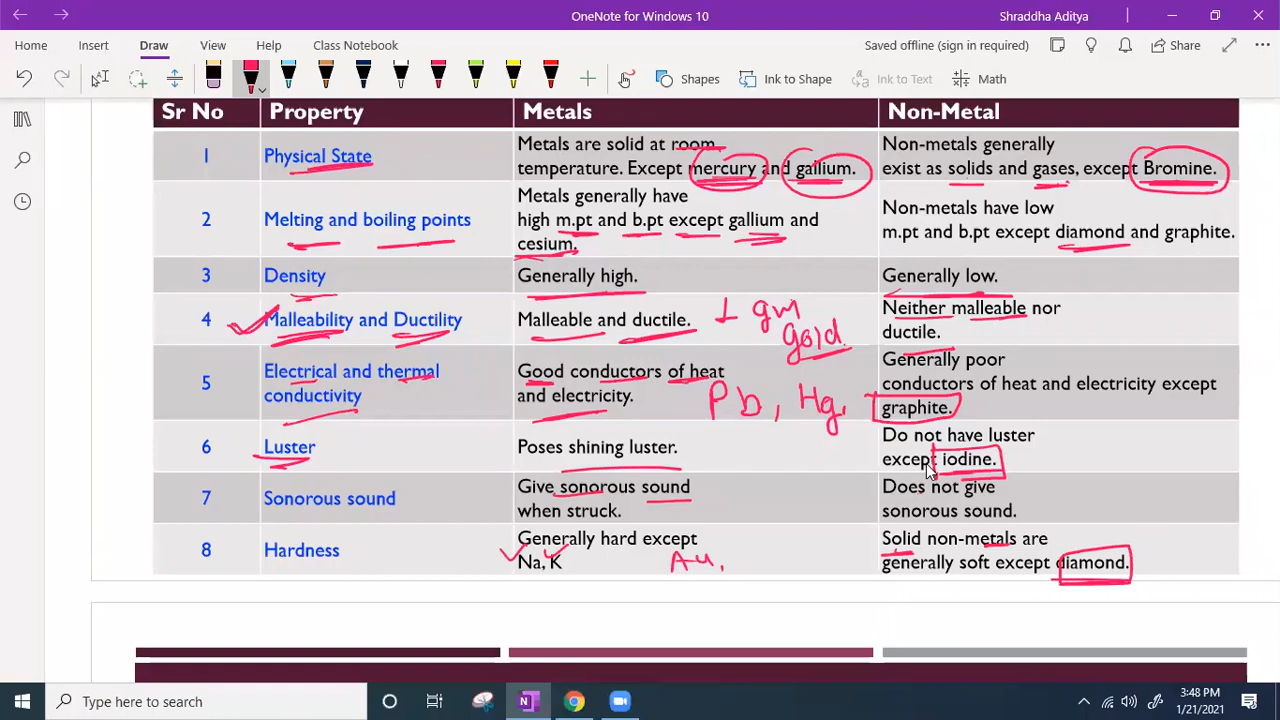 OneNote for Windows 10
Shraddha Aditya
Home Insert Draw View Help Class Notebook
Saved offline (sign in required)
Share
Shapes
Ink to Shape
Ink to Text
Math
Sr No Property Metals Non-Metal
1 Physical State
Metals are solid at room
temperature. Except mercury and gallium.
Non-metals generally
exist as solids and gases, except Bromine.
2 Melting and boiling points
Metals generally have
high m.pt and b.pt except gallium and
cesium.
Non-metals have low
m.pt and b.pt except diamond and graphite.
3 Density Generally high. Generally low.
4 Malleability and Ductility
Malleable and ductile.
1 gm
gold.
Neither malleable nor
ductile.
5 Electrical and thermal
conductivity
Good conductors of heat
and electricity.
Pb, Hg,
Generally poor
conductors of heat and electricity except
graphite.
6 Luster
Poses shining luster.
Do not have luster
except iodine.
7 Sonorous sound
Give sonorous sound
when struck.
Does not give
sonorous sound.
8 Hardness
Generally hard except
Na, K
Au,
Solid non-metals are
generally soft except diamond.
Type here to search
3:48 PM
1/21/2021